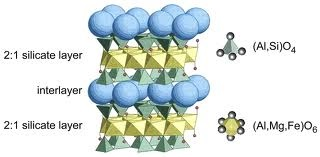 2:1 silicate layer
(Al,Si)O4
interlayer
2:1 silicate layer
(Al,Mg,Fe)O6